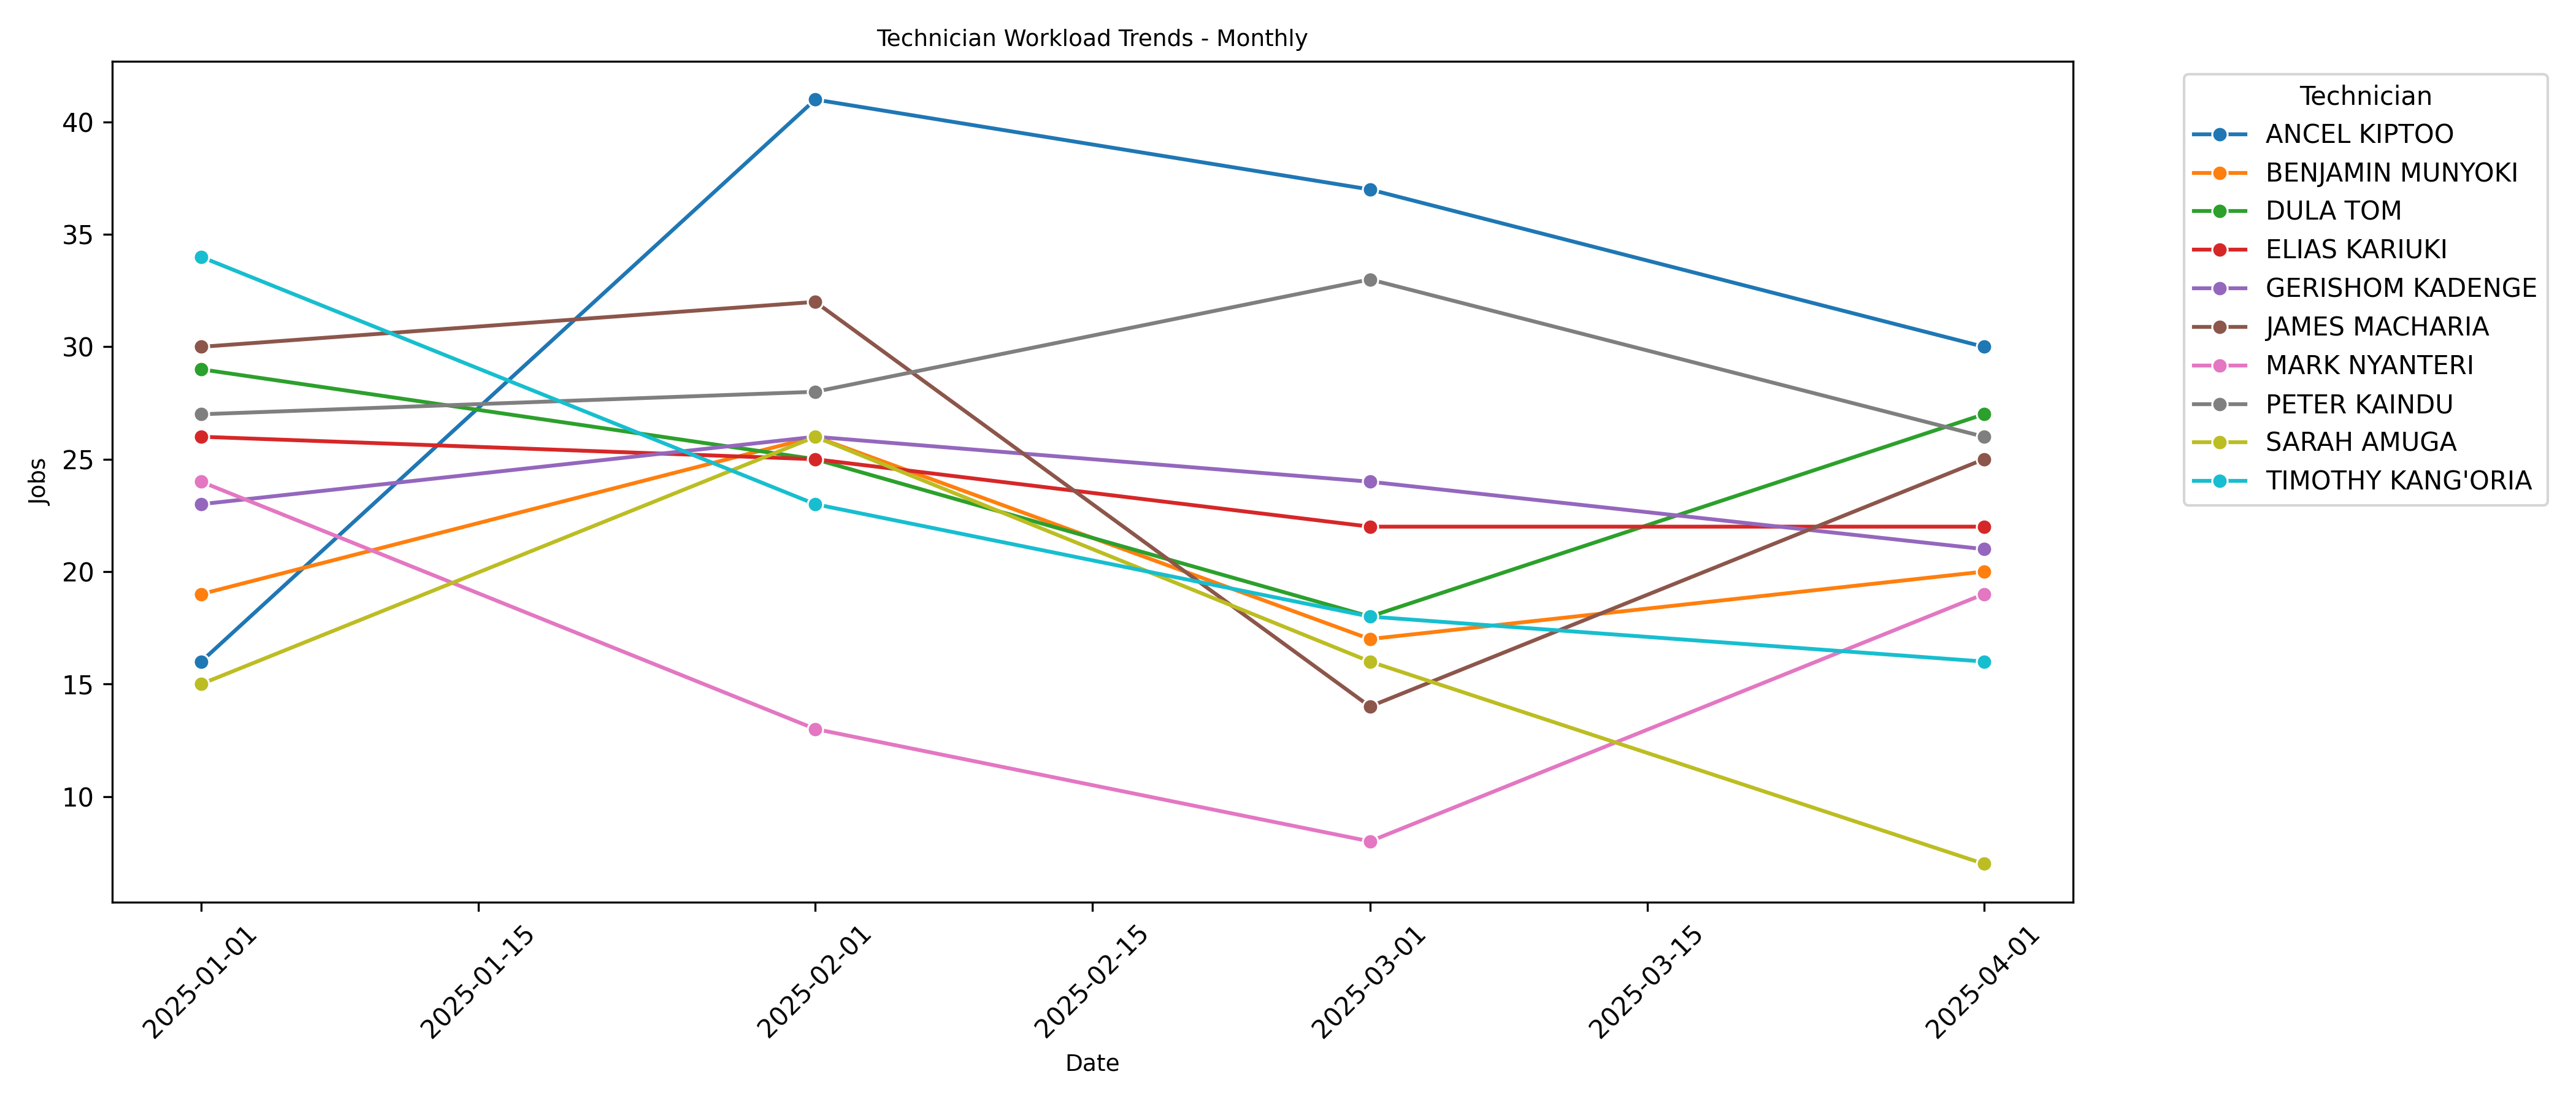 Technician Workload Trends - Monthly
40
35
30
25
20
15
10
Jobs
2025-01-01
2025-01-15
2025-02-01
2025-02-15
2025-03-01
2025-03-15
2025-04-01
Date
Technician
ANCEL KIPTOO
BENJAMIN MUNYOKI
DULA TOM
ELIAS KARIUKI
GERISHOM KADENGE
JAMES MACHARIA
MARK NYANTERI
PETER KAINDU
SARAH AMUGA
TIMOTHY KANG'ORIA